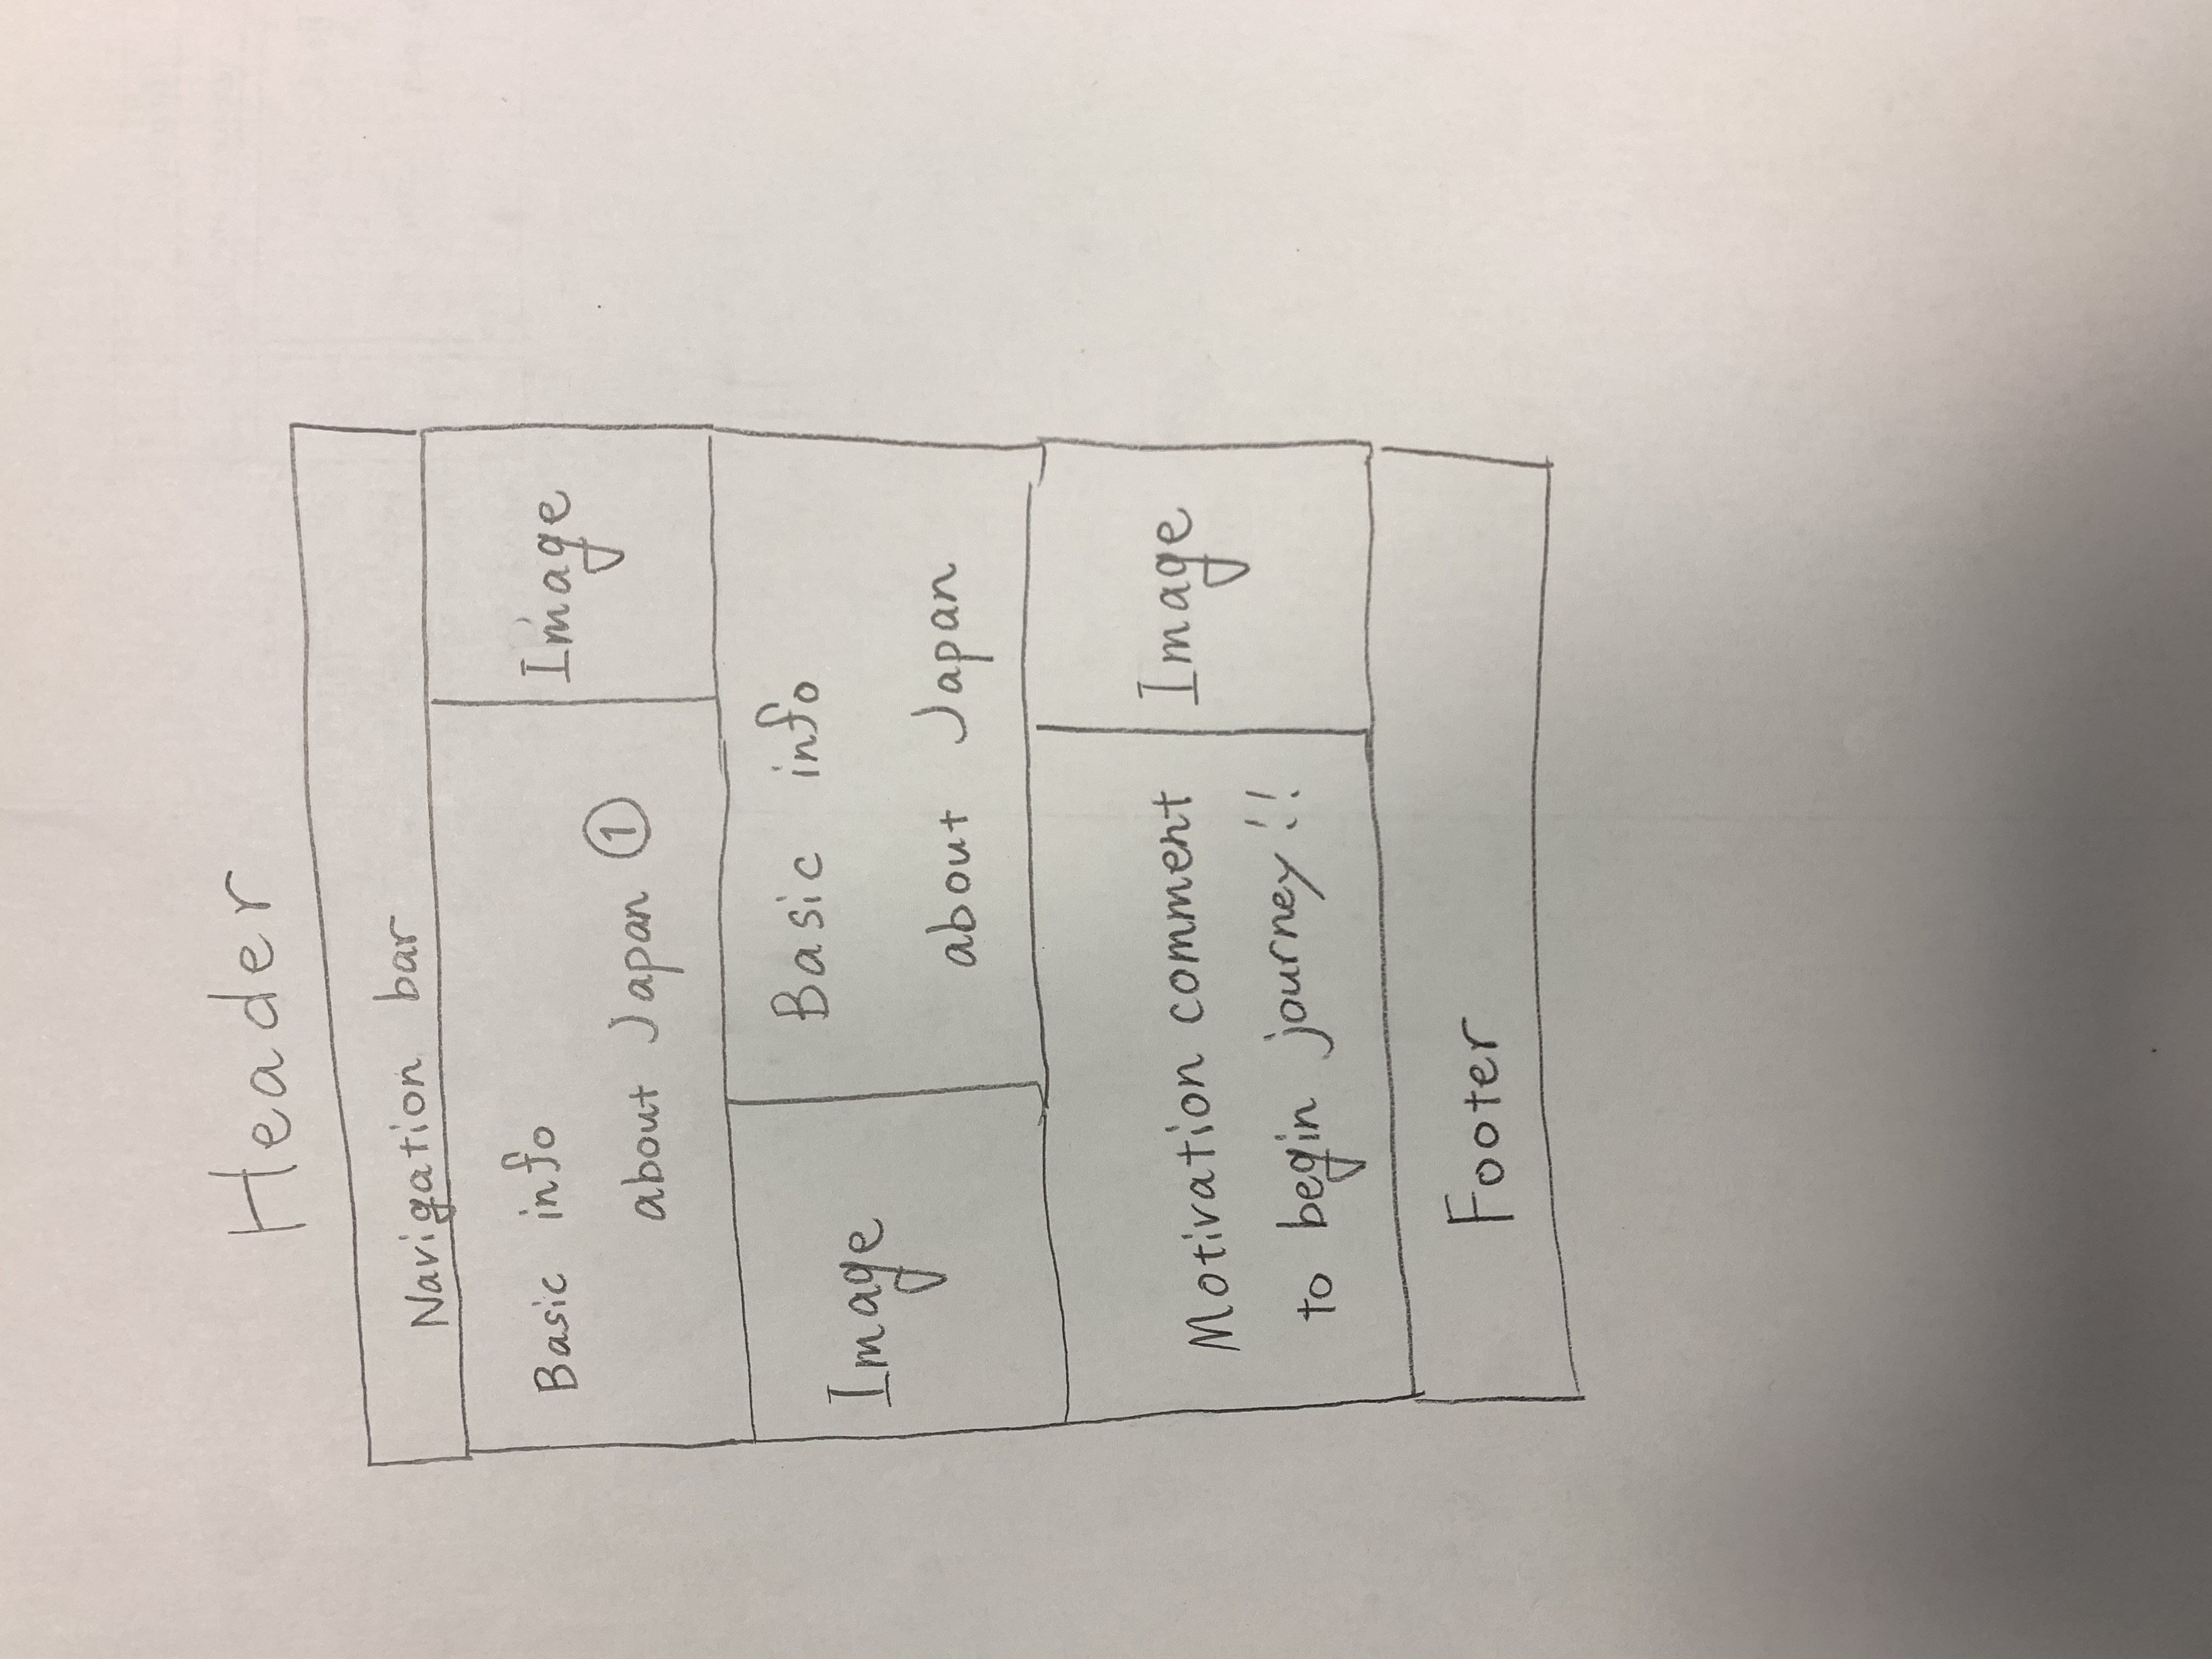 Header
Navigation bar
Basic info
about Japan ①
Image
Image
Basic info
about Japan
Motivation comment
to begin journey!!
Image
Footer